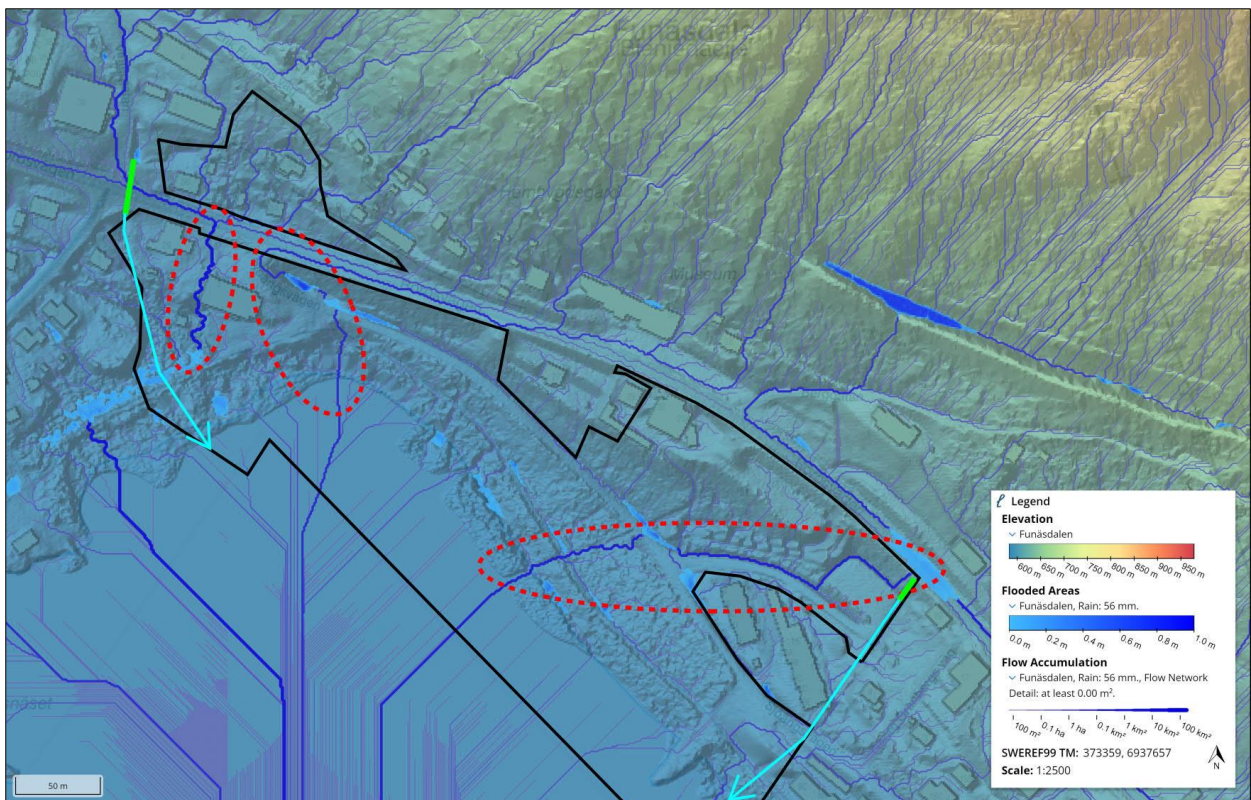 Funäsdalen
Museum
50 m
Legend
Elevation
Funäsdalen
600 m 650 m 700 m 750 m 800 m 850 m 900 m 950 m
Flooded Areas
Funäsdalen, Rain: 56 mm.
0.0 m 0.2 m 0.4 m 0.6 m 0.8 m 1.0 m
Flow Accumulation
Funäsdalen, Rain: 56 mm., Flow Network
Detail: at least 0.00 m².
100 m² 0.1 ha 1 ha 0.1 km² 1 km² 10 km² 100 km²
SWEREF99 TM: 373359, 6937657
Scale: 1:2500
N